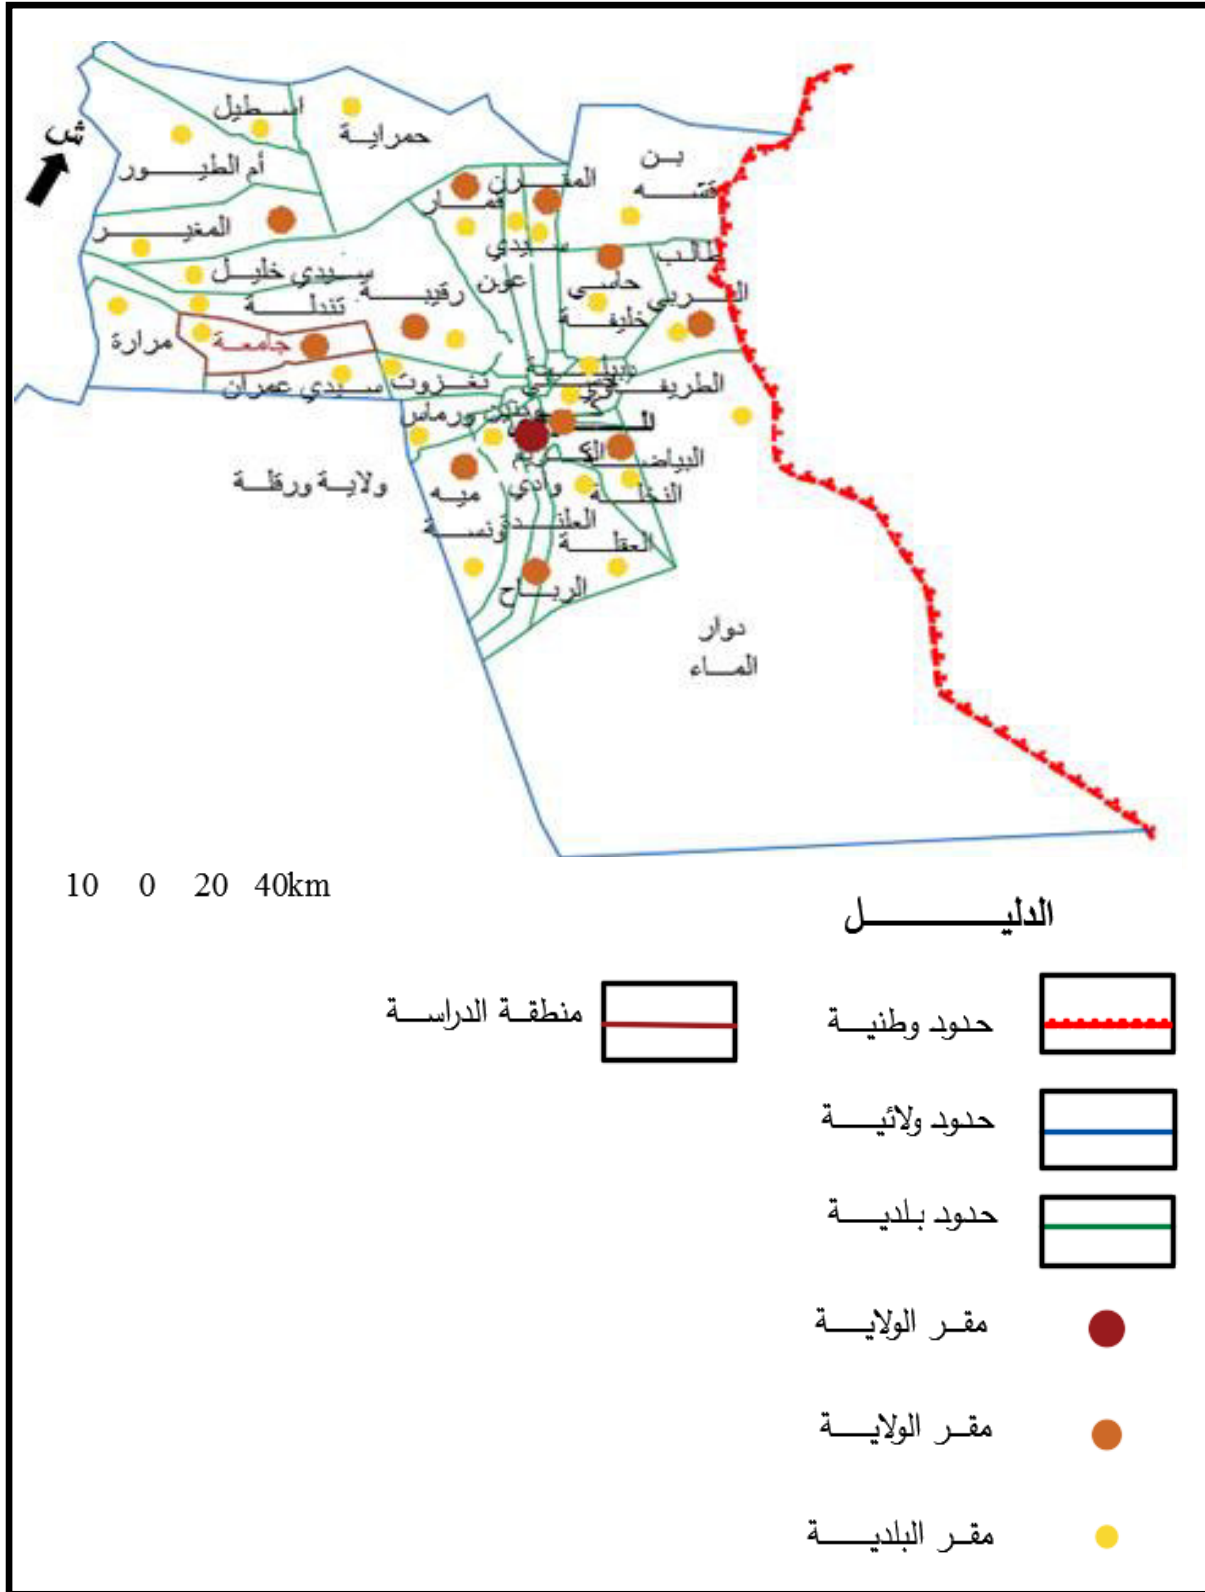 ش
اسطيل
حمراية
أم الطيور
بن
قشه
المقرن
قمار
المغير
سيدي
طالب
سيدي خليل
عون
حاسي
العربي
رقيبة
تندلة
خليفة
مرارة
جامعة
سيدي عمران
تغزوت
الطريفاوي
ورماس
البياضة
ولاية ورقلة
ميه
وادي
النخلة
العلندة
ونسة
العقلة
الرباح
دوار
الماء
10 0 20 40km
الدليل
حدود وطنية
منطقة الدراسة
حدود ولائية
حدود بلدية
مقر الولاية
مقر الولاية
مقر البلدية